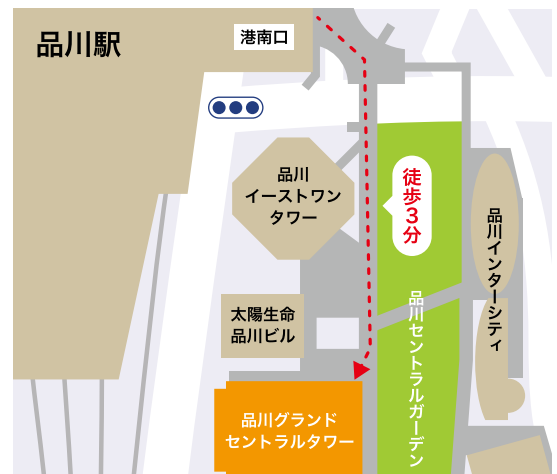 品川駅
港南口
品川
イーストワン
タワー
徒歩3分
品川インターシティ
太陽生命
品川ビル
品川セントラルガーデン
品川グランド
セントラルタワー